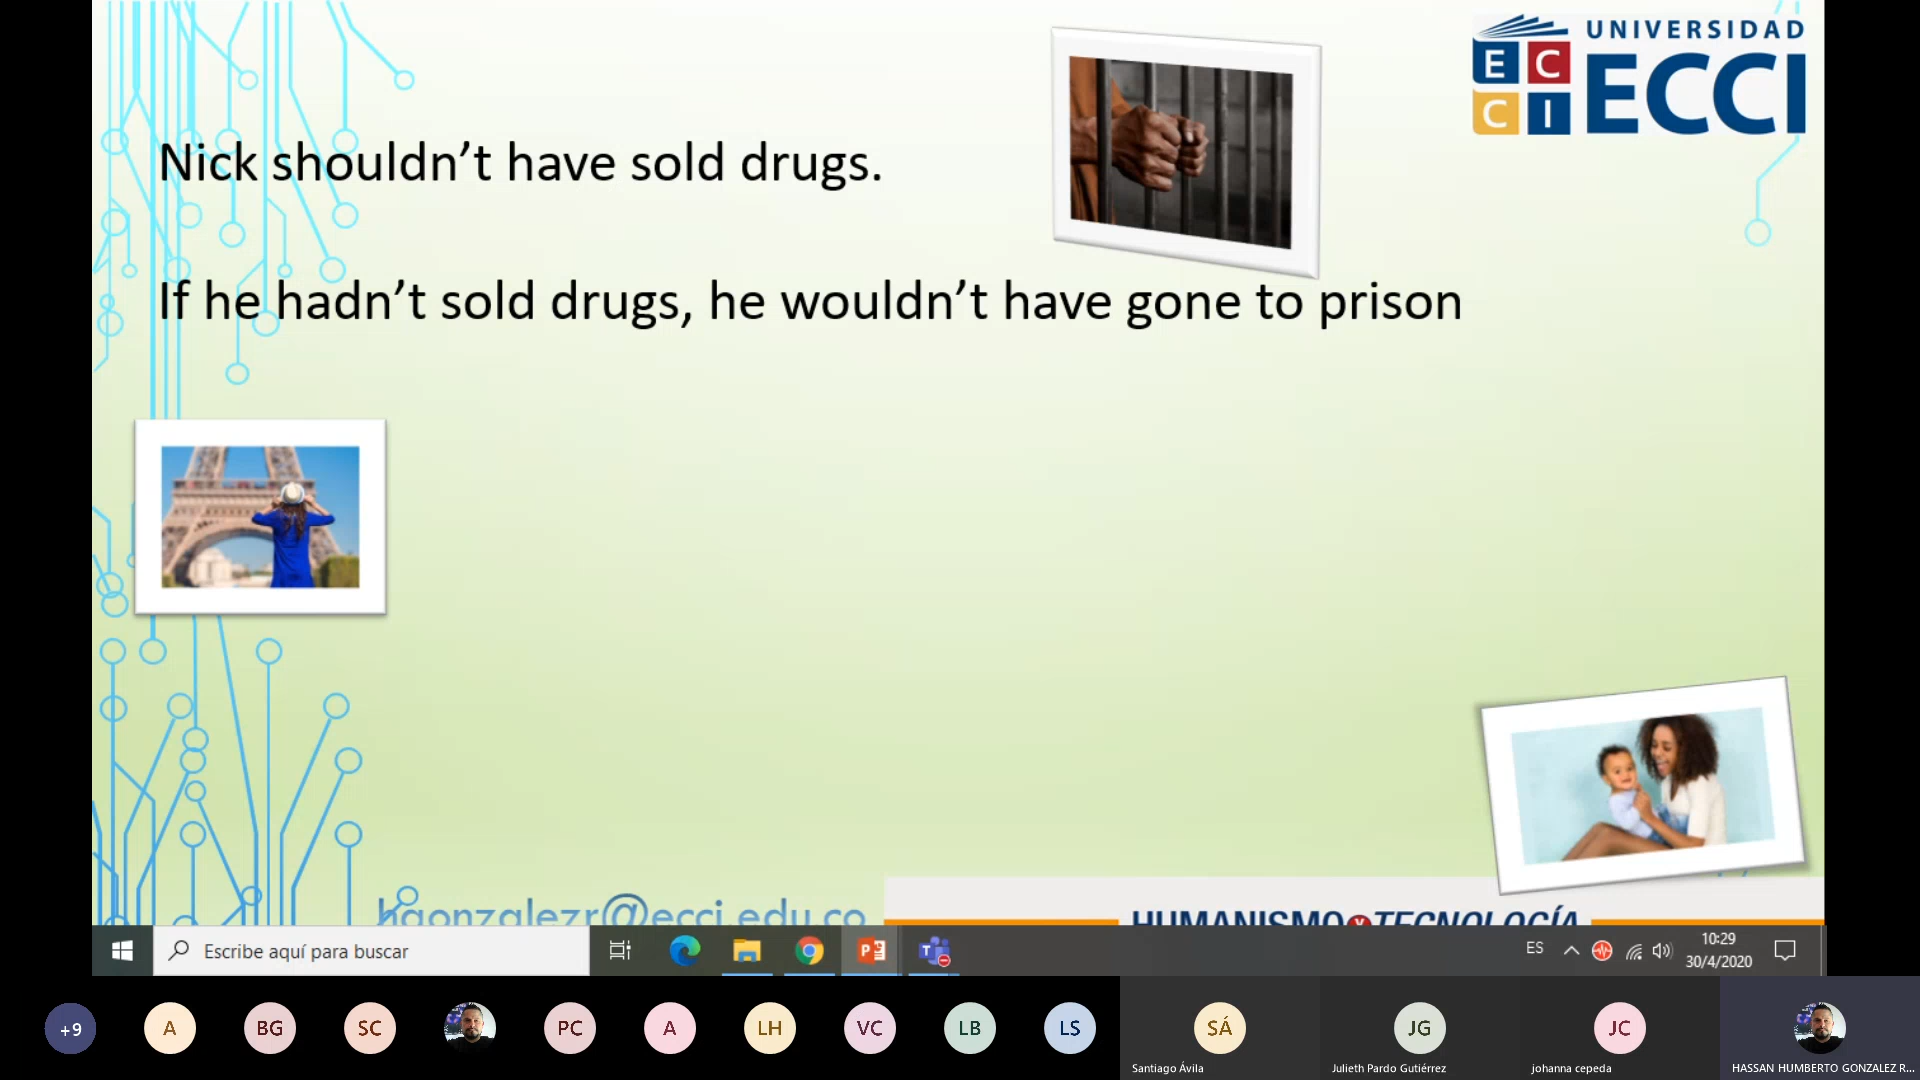 UNIVERSIDAD
E C ECCI
C I
Nick shouldn’t have sold drugs.
If he hadn’t sold drugs, he wouldn’t have gone to prison
hgonzalezr@ecci.edu.co
HUMANISMO Y TECNOLOGÍA
Escribe aquí para buscar
ES
10:29
30/4/2020
+9 A BG SC PC A LH VC LB LS SÁ JG JC
Santiago Ávila Julieth Pardo Gutiérrez johanna cepeda HASSAN HUMBERTO GONZALEZ R...